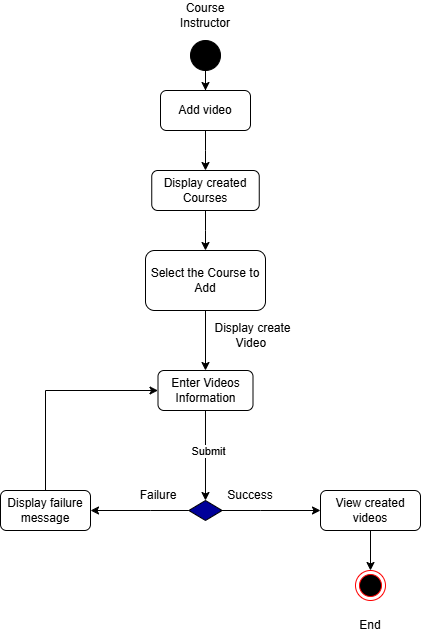 Course
Instructor
Add video
Display created
Courses
Select the Course to
Add
Display create
Video
Enter Videos
Information
Submit
Failure
Success
Display failure
message
View created
videos
End